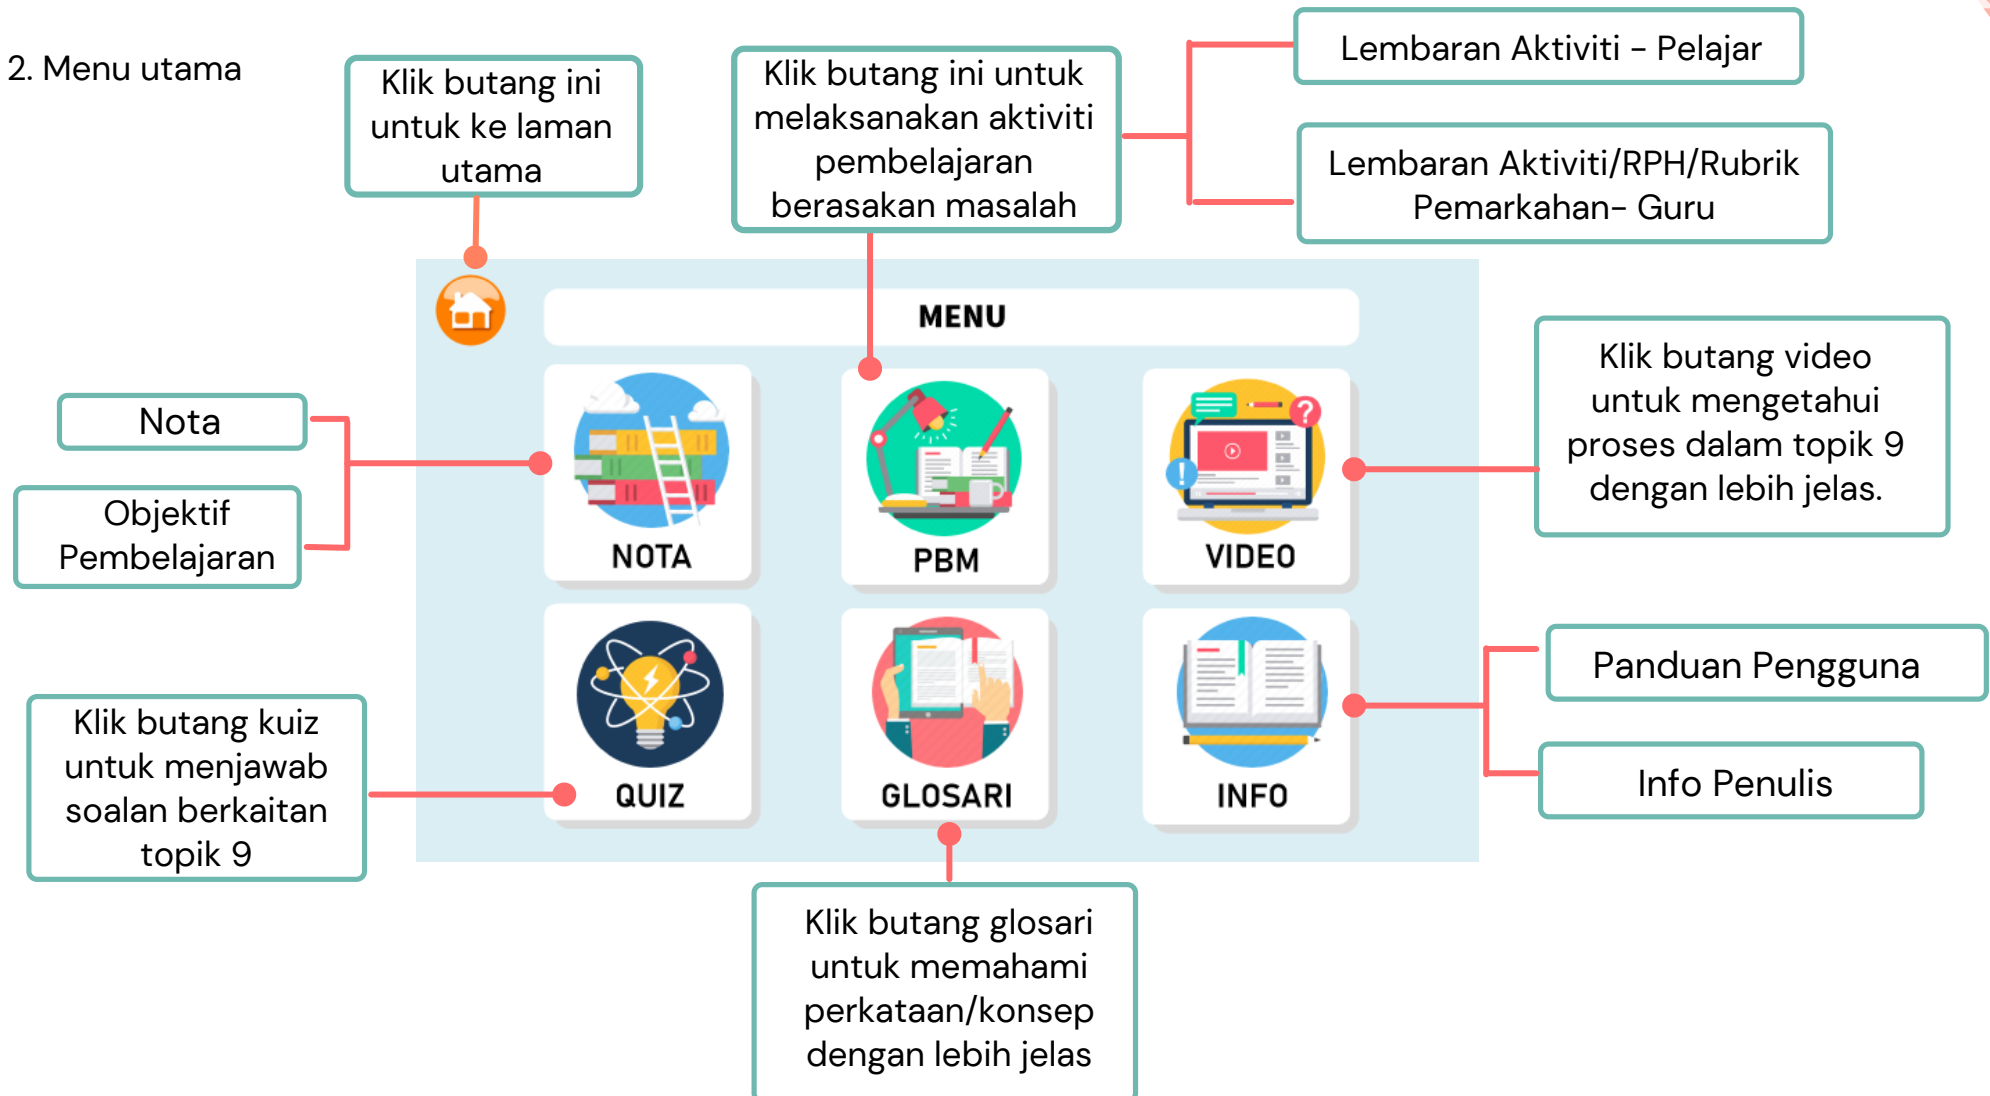 2. Menu utama
Klik butang ini
untuk ke laman
utama
Klik butang ini untuk
melaksanakan aktiviti
pembelajaran
berasakan masalah
Lembaran Aktiviti - Pelajar
Lembaran Aktiviti/RPH/Rubrik
Pemarkahan- Guru
MENU
Nota
Objektif
Pembelajaran
NOTA
PBM
VIDEO
Klik butang video
untuk mengetahui
proses dalam topik 9
dengan lebih jelas.
Klik butang kuiz
untuk menjawab
soalan berkaitan
topik 9
QUIZ
GLOSARI
INFO
Panduan Pengguna
Info Penulis
Klik butang glosari
untuk memahami
perkataan/konsep
dengan lebih jelas